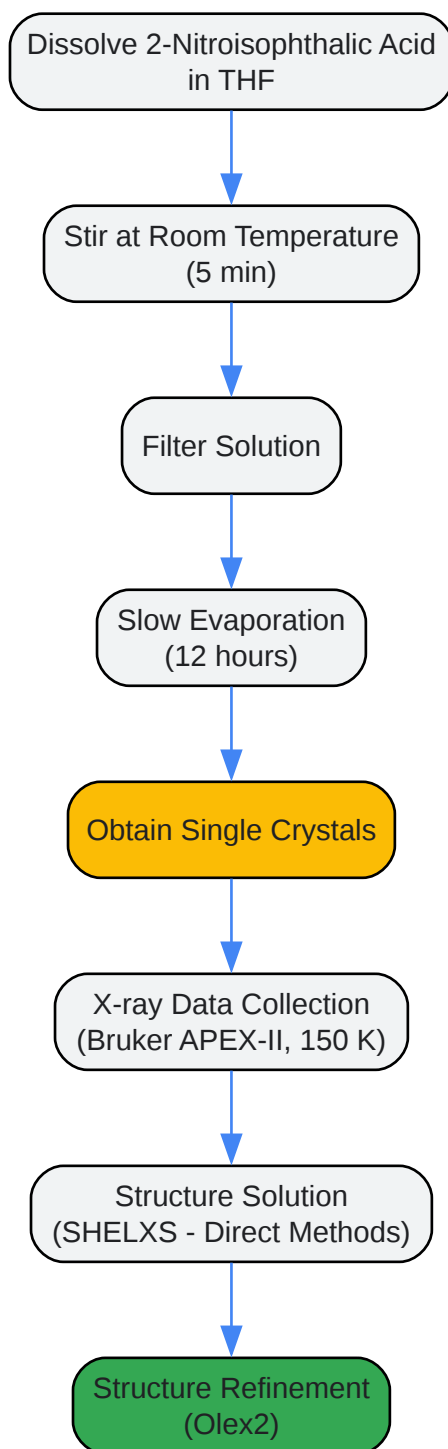 Dissolve 2-Nitroisophthalic Acid
in THF
Stir at Room Temperature
(5 min)
Filter Solution
Slow Evaporation
(12 hours)
Obtain Single Crystals
X-ray Data Collection
(Bruker APEX-II, 150 K)
Structure Solution
(SHELXS - Direct Methods)
Structure Refinement
(Olex2)